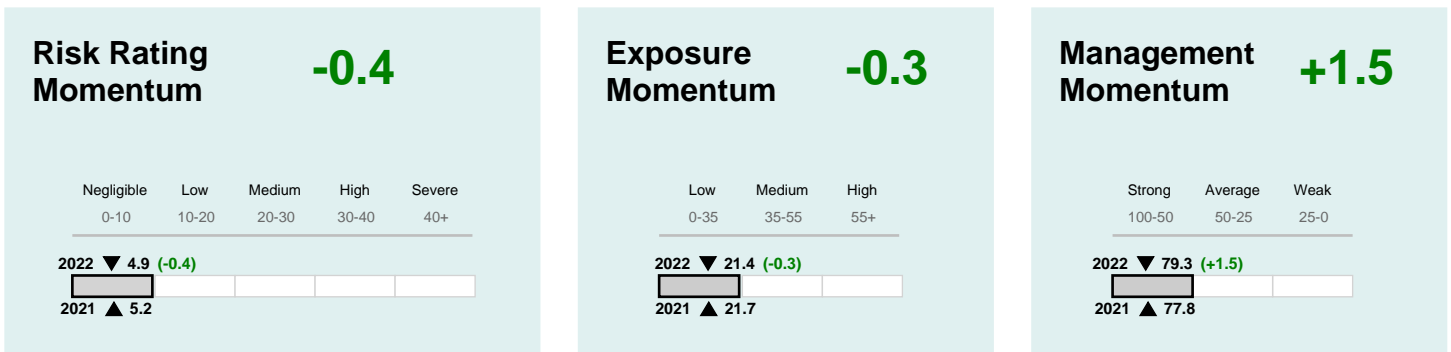 Risk Rating
Momentum
-0.4
Negligible Low Medium High Severe
0-10 10-20 20-30 30-40 40+
2022 ▼ 4.9 (-0.4)
2021 ▲ 5.2
Exposure
Momentum
-0.3
Low Medium High
0-35 35-55 55+
2022 ▼ 21.4 (-0.3)
2021 ▲ 21.7
Management
Momentum
+1.5
Strong Average Weak
100-50 50-25 25-0
2022 ▼ 79.3 (+1.5)
2021 ▲ 77.8